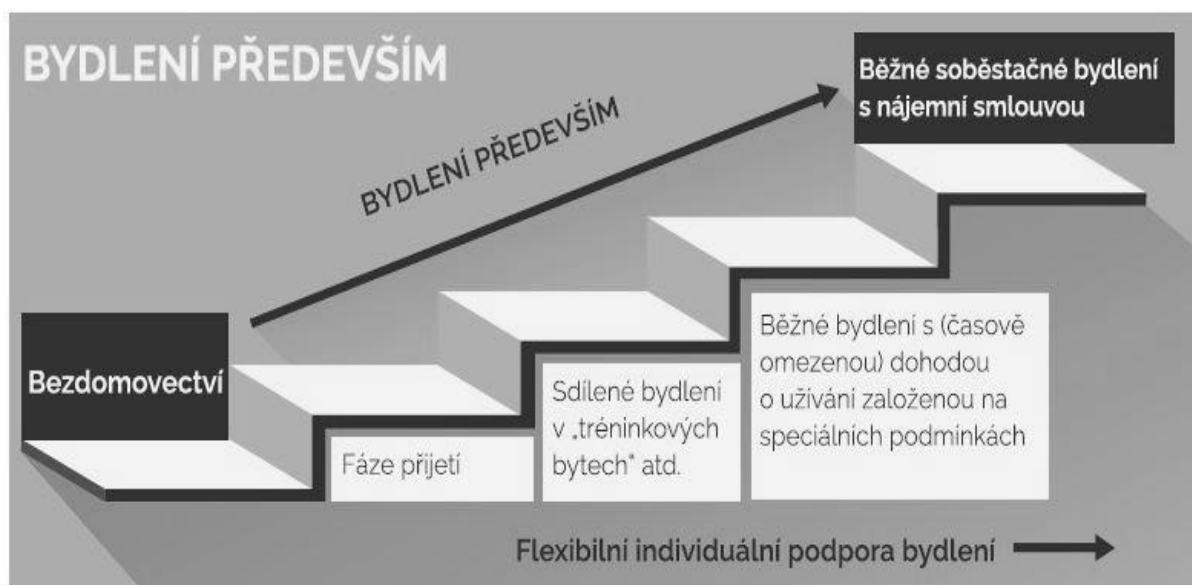 BYDLENÍ PŘEDEVŠÍM
Běžné soběstačné bydlení
s nájemní smlouvou
BYDLENÍ PŘEDEVŠÍM
Bezdomovectví
Fáze přijetí
Sdílené bydlení
v „tréninkových
bytech“ atd.
Běžné bydlení s (časově
omezenou) dohodou
o užívání založenou na
speciálních podmínkách
Flexibilní individuální podpora bydlení